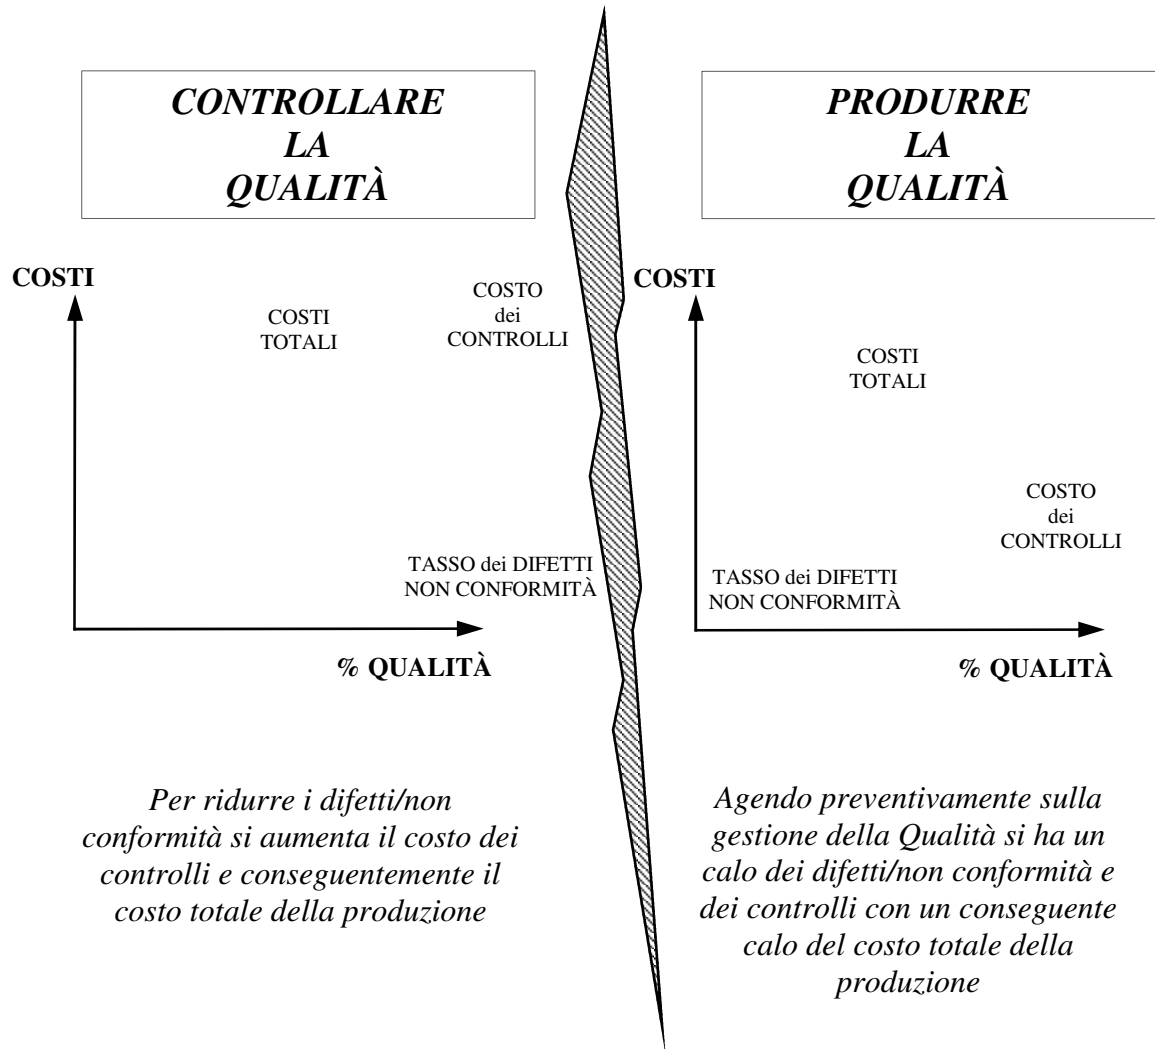 CONTROLLARE
LA
QUALITÀ
COSTI
COSTI
TOTALI
COSTO
dei
CONTROLLI
TASSO dei DIFETTI
NON CONFORMITÀ
% QUALITÀ
Per ridurre i difetti/non
conformità si aumenta il costo dei
controlli e conseguentemente il
costo totale della produzione
PRODURRE
LA
QUALITÀ
COSTI
COSTI
TOTALI
COSTO
dei
CONTROLLI
TASSO dei DIFETTI
NON CONFORMITÀ
% QUALITÀ
Agendo preventivamente sulla
gestione della Qualità si ha un
calo dei difetti/non conformità e
dei controlli con un conseguente
calo del costo totale della
produzione